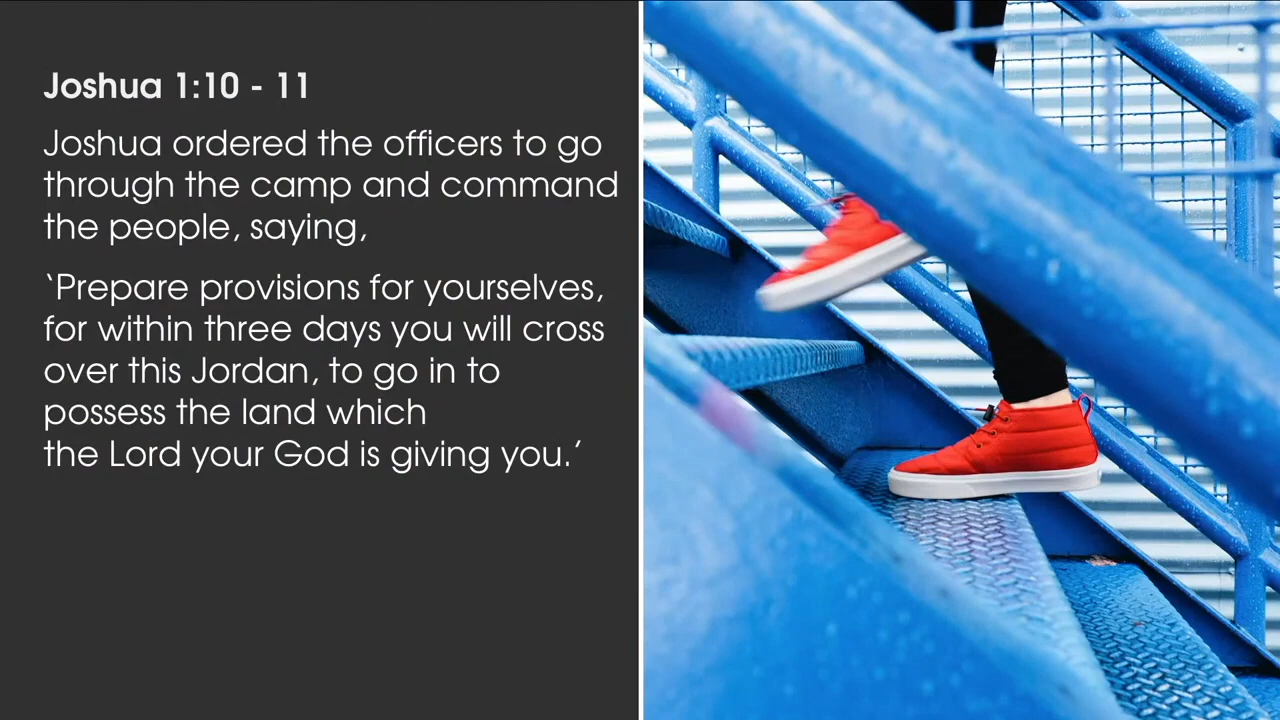 Joshua 1:10 - 11
Joshua ordered the officers to go
through the camp and command
the people, saying,
‘Prepare provisions for yourselves,
for within three days you will cross
over this Jordan, to go in to
possess the land which
the Lord your God is giving you.’